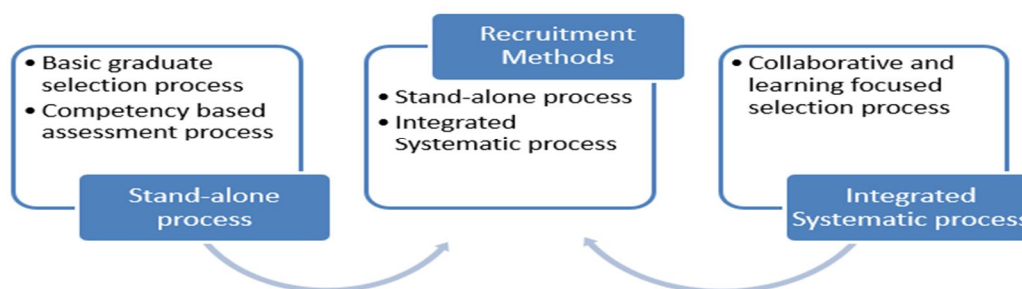 • Basic graduate
selection process
• Competency based
assessment process
Stand-alone
process
Recruitment
Methods
• Stand-alone process
• Integrated
Systematic process
• Collaborative and
learning focused
selection process
Integrated
Systematic process